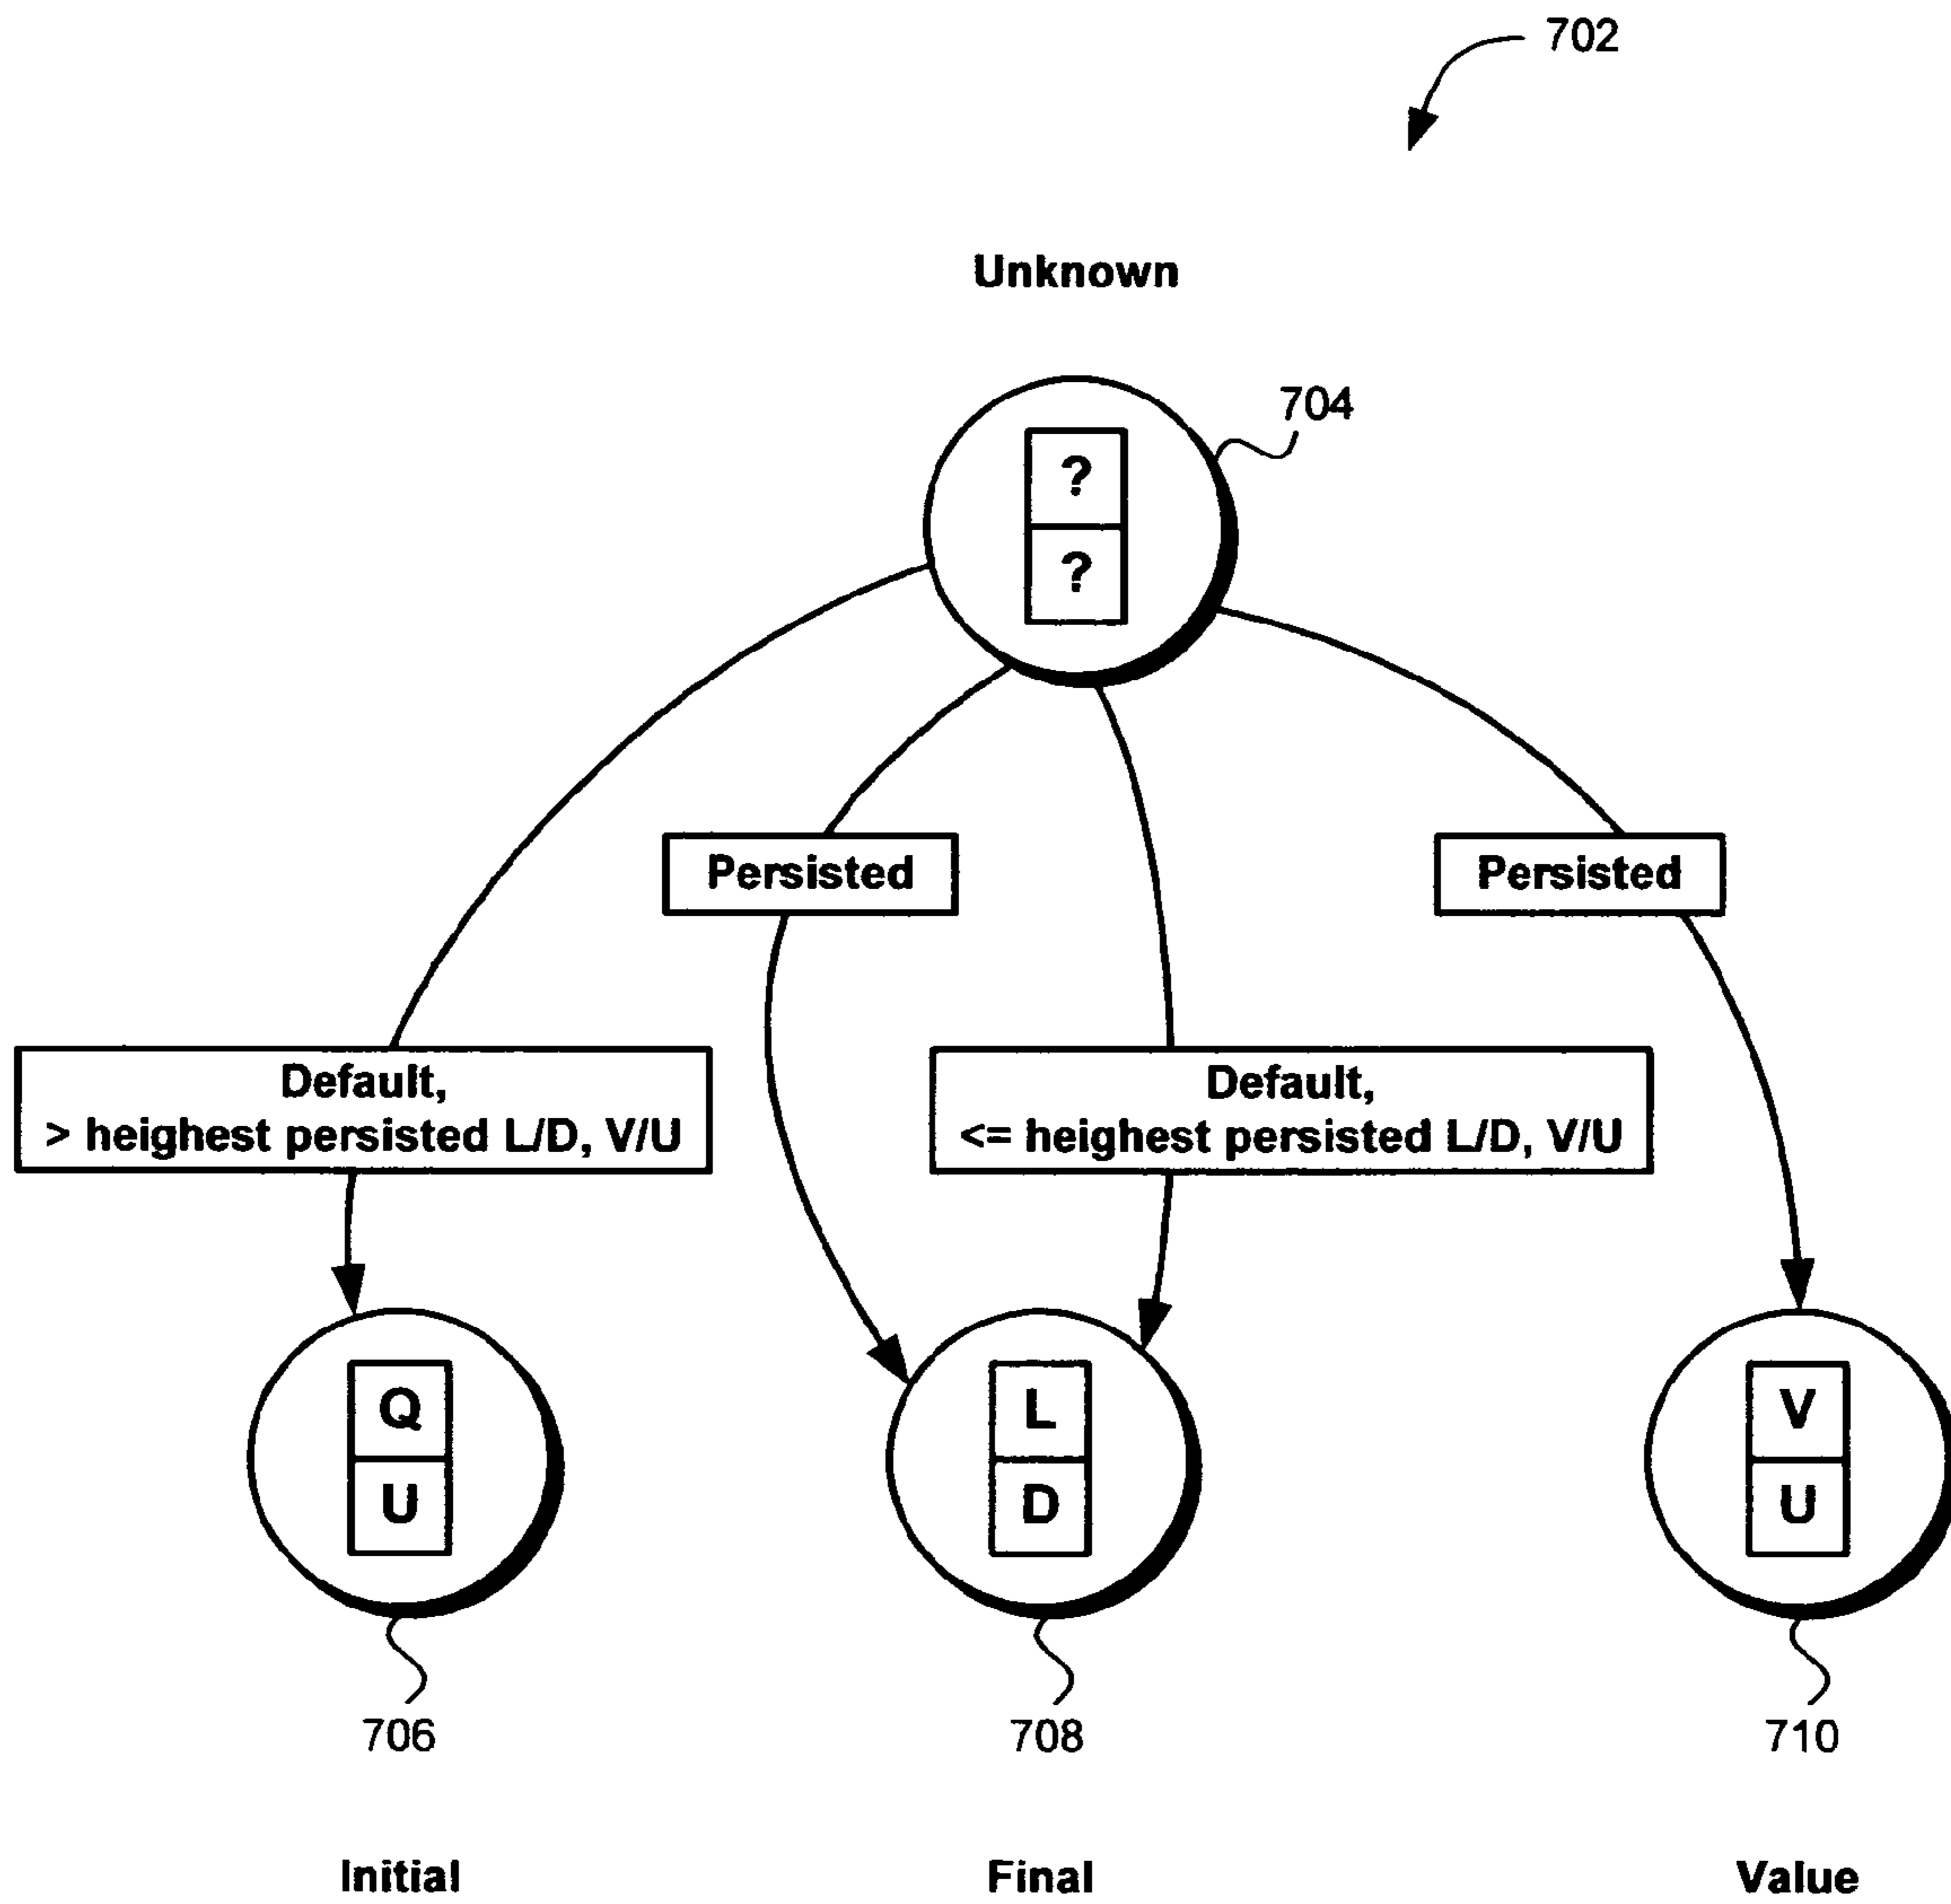 702
Unknown
704
?
?
Persisted
Persisted
Default,
> heighest persisted L/D, V/U
Default,
<= heighest persisted L/D, V/U
Q
U
L
D
V
U
706
708
710
Initial
Final
Value